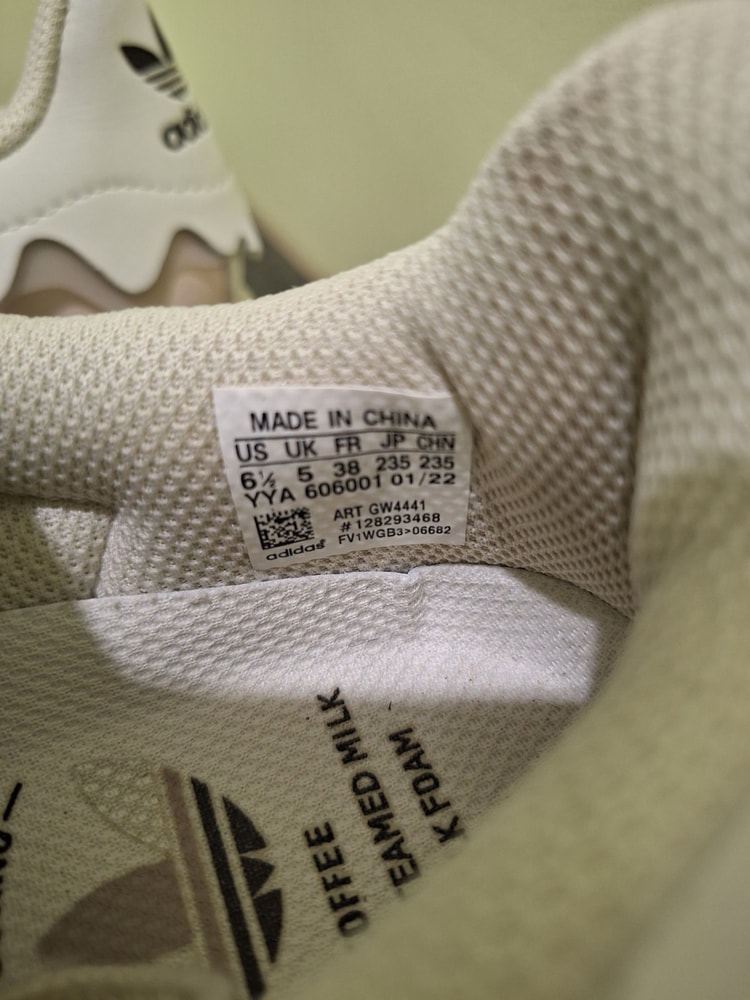 MADE IN CHINA
US UK FR JP CHN
6½ 5 38 235 235
YYA 606001 01/22
ART GW4441
#128293468
FV1WGB3>06682
adidas
OFFEE
EAMED MILK
K FOAM